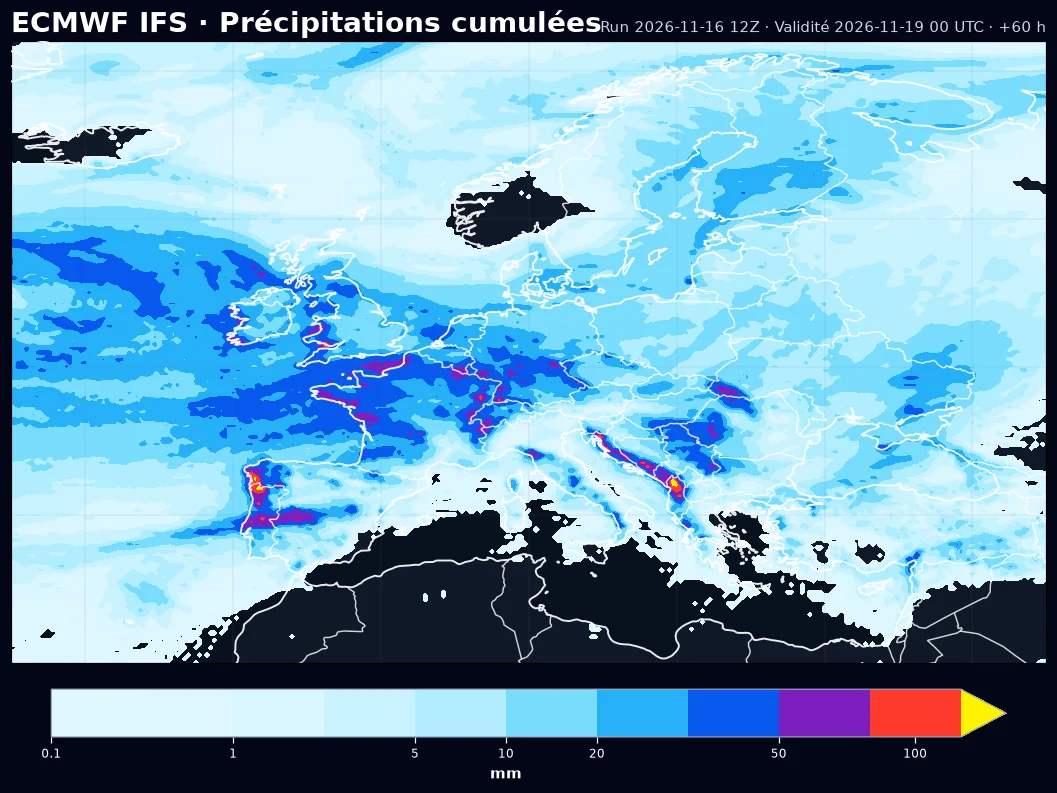 ECMWF IFS · Précipitations cumulées
Run 2026-11-16 12Z · Validité 2026-11-19 00 UTC · +60 h
0.1 1 5 10 20 50 100
mm